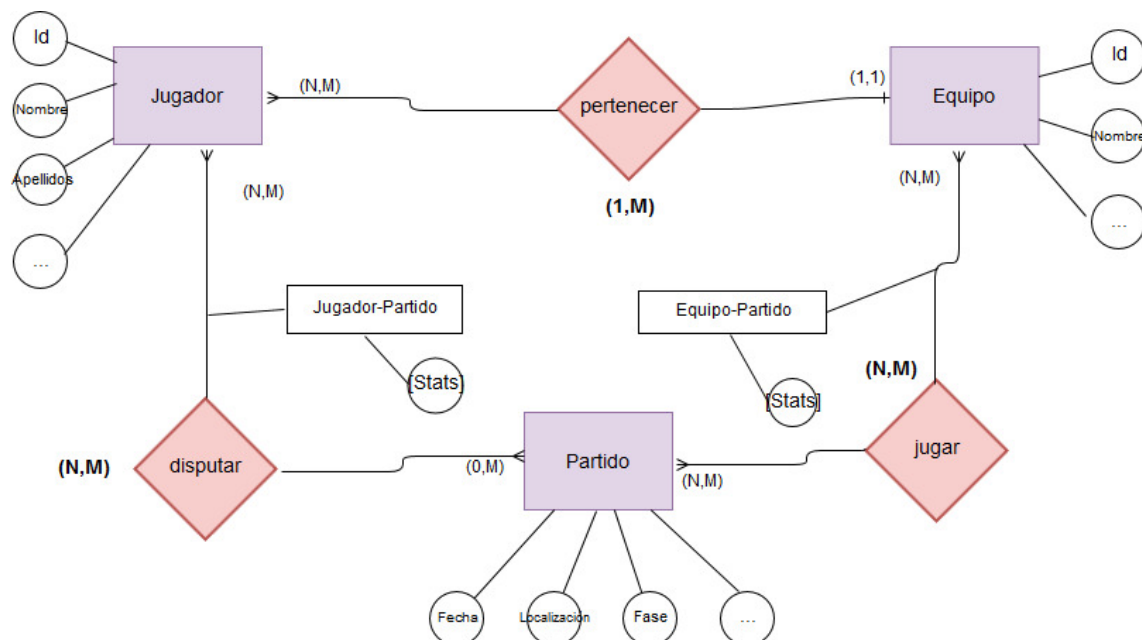 Id
Nombre
Apellidos
...
Jugador
(N,M)
pertenecer
(1,M)
(1,1)
Equipo
Id
Nombre
...
(N,M)
(N,M)
Jugador-Partido
[Stats]
Equipo-Partido
[Stats]
(N,M)
disputar
(N,M)
(0,M)
Partido
(N,M)
jugar
Fecha
Localización
Fase
...